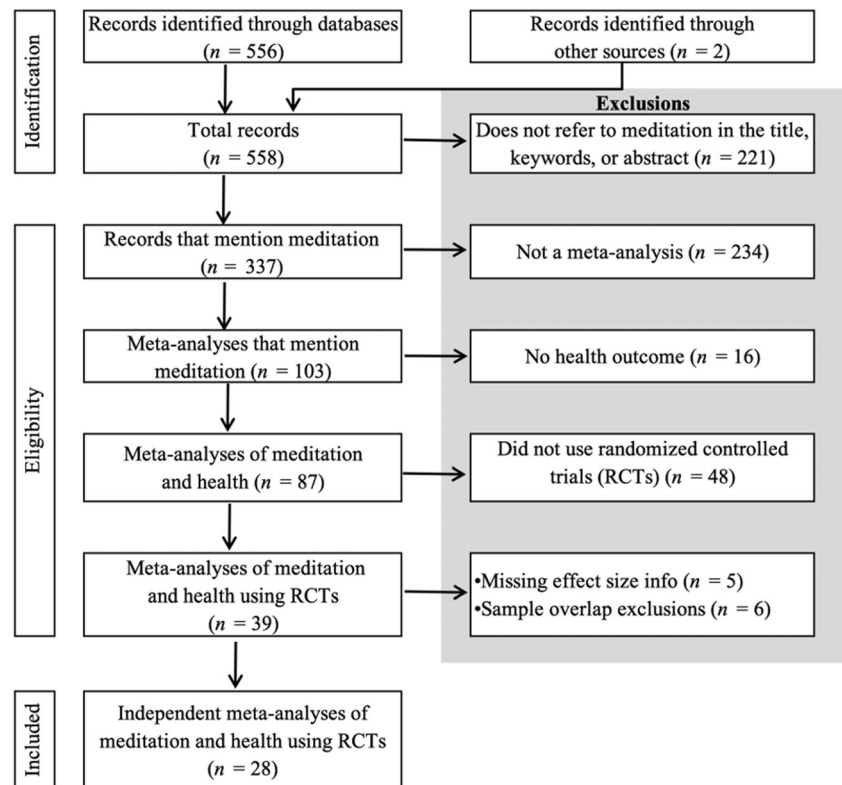 Identification
Records identified through databases
(n = 556)
Records identified through
other sources (n = 2)
Exclusions
Total records
(n = 558)
Does not refer to meditation in the title,
keywords, or abstract (n = 221)
Eligibility
Records that mention meditation
(n = 337)
Not a meta-analysis (n = 234)
Meta-analyses that mention
meditation (n = 103)
No health outcome (n = 16)
Meta-analyses of meditation
and health (n = 87)
Did not use randomized controlled
trials (RCTs) (n = 48)
Meta-analyses of meditation
and health using RCTs
(n = 39)
•Missing effect size info (n = 5)
•Sample overlap exclusions (n = 6)
Included
Independent meta-analyses of
meditation and health using RCTs
(n = 28)